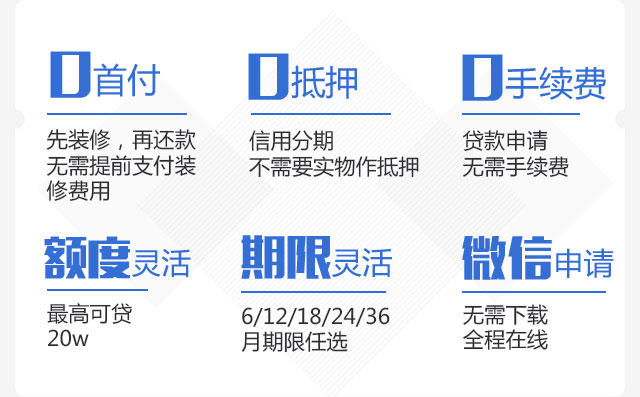 0首付
先装修，再还款
无需提前支付装
修费用
0抵押
信用分期
不需要实物作抵押
0手续费
贷款申请
无需手续费
额度灵活
最高可贷
20w
期限灵活
6/12/18/24/36
月期限任选
微信申请
无需下载
全程在线